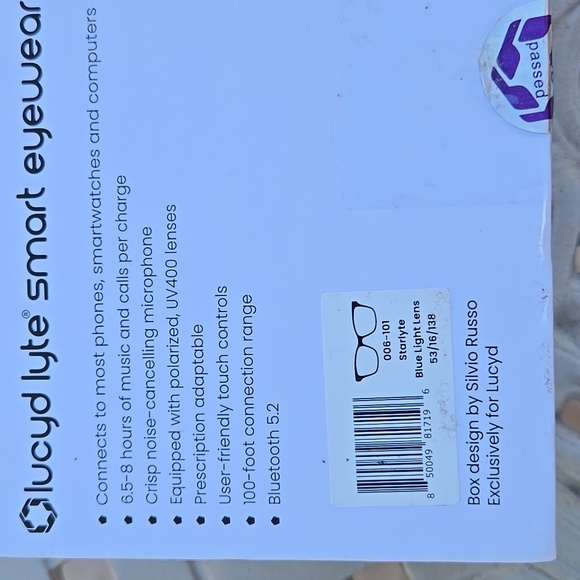 lucyd lyte® smart eyewear
Connects to most phones, smartwatches and computers
6.5-8 hours of music and calls per charge
Crisp noise-cancelling microphone
Equipped with polarized, UV400 lenses
Prescription adaptable
User-friendly touch controls
100-foot connection range
Bluetooth 5.2
006-101
Starlyte
Blue Light Lens
53/16/138
8 50049 81719 6
Box design by Silvio Russo
Exclusively for Lucyd
passed